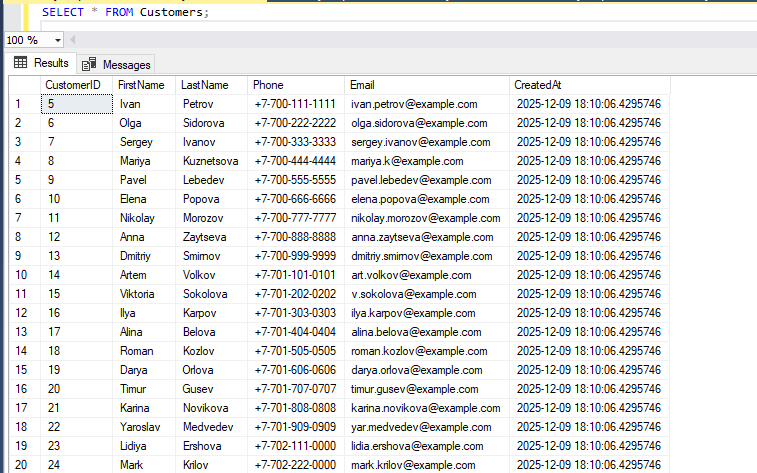 SELECT * FROM Customers;
100 %
Results Messages
CustomerID FirstName LastName Phone Email CreatedAt
1 5 Ivan Petrov +7-700-111-1111 ivan.petrov@example.com 2025-12-09 18:10:06.4295746
2 6 Olga Sidorova +7-700-222-2222 olga.sidorova@example.com 2025-12-09 18:10:06.4295746
3 7 Sergey Ivanov +7-700-333-3333 sergey.ivanov@example.com 2025-12-09 18:10:06.4295746
4 8 Mariya Kuznetsova +7-700-444-4444 mariya.k@example.com 2025-12-09 18:10:06.4295746
5 9 Pavel Lebedev +7-700-555-5555 pavel.lebedev@example.com 2025-12-09 18:10:06.4295746
6 10 Elena Popova +7-700-666-6666 elena.popova@example.com 2025-12-09 18:10:06.4295746
7 11 Nikolay Morozov +7-700-777-7777 nikolay.morozov@example.com 2025-12-09 18:10:06.4295746
8 12 Anna Zaytseva +7-700-888-8888 anna.zaytseva@example.com 2025-12-09 18:10:06.4295746
9 13 Dmitriy Smirnov +7-700-999-9999 dmitriy.smirnov@example.com 2025-12-09 18:10:06.4295746
10 14 Artem Volkov +7-701-101-0101 art.volkov@example.com 2025-12-09 18:10:06.4295746
11 15 Viktoria Sokolova +7-701-202-0202 v.sokolova@example.com 2025-12-09 18:10:06.4295746
12 16 Ilya Karpov +7-701-303-0303 ilya.karpov@example.com 2025-12-09 18:10:06.4295746
13 17 Alina Belova +7-701-404-0404 alina.belova@example.com 2025-12-09 18:10:06.4295746
14 18 Roman Kozlov +7-701-505-0505 roman.kozlov@example.com 2025-12-09 18:10:06.4295746
15 19 Darya Orlova +7-701-606-0606 darya.orlova@example.com 2025-12-09 18:10:06.4295746
16 20 Timur Gusev +7-701-707-0707 timur.gusev@example.com 2025-12-09 18:10:06.4295746
17 21 Karina Novikova +7-701-808-0808 karina.novikova@example.com 2025-12-09 18:10:06.4295746
18 22 Yaroslav Medvedev +7-701-909-0909 yar.medvedev@example.com 2025-12-09 18:10:06.4295746
19 23 Lidiya Ershova +7-702-111-0000 lidia.ershova@example.com 2025-12-09 18:10:06.4295746
20 24 Mark Krilov +7-702-222-0000 mark.krilov@example.com 2025-12-09 18:10:06.4295746